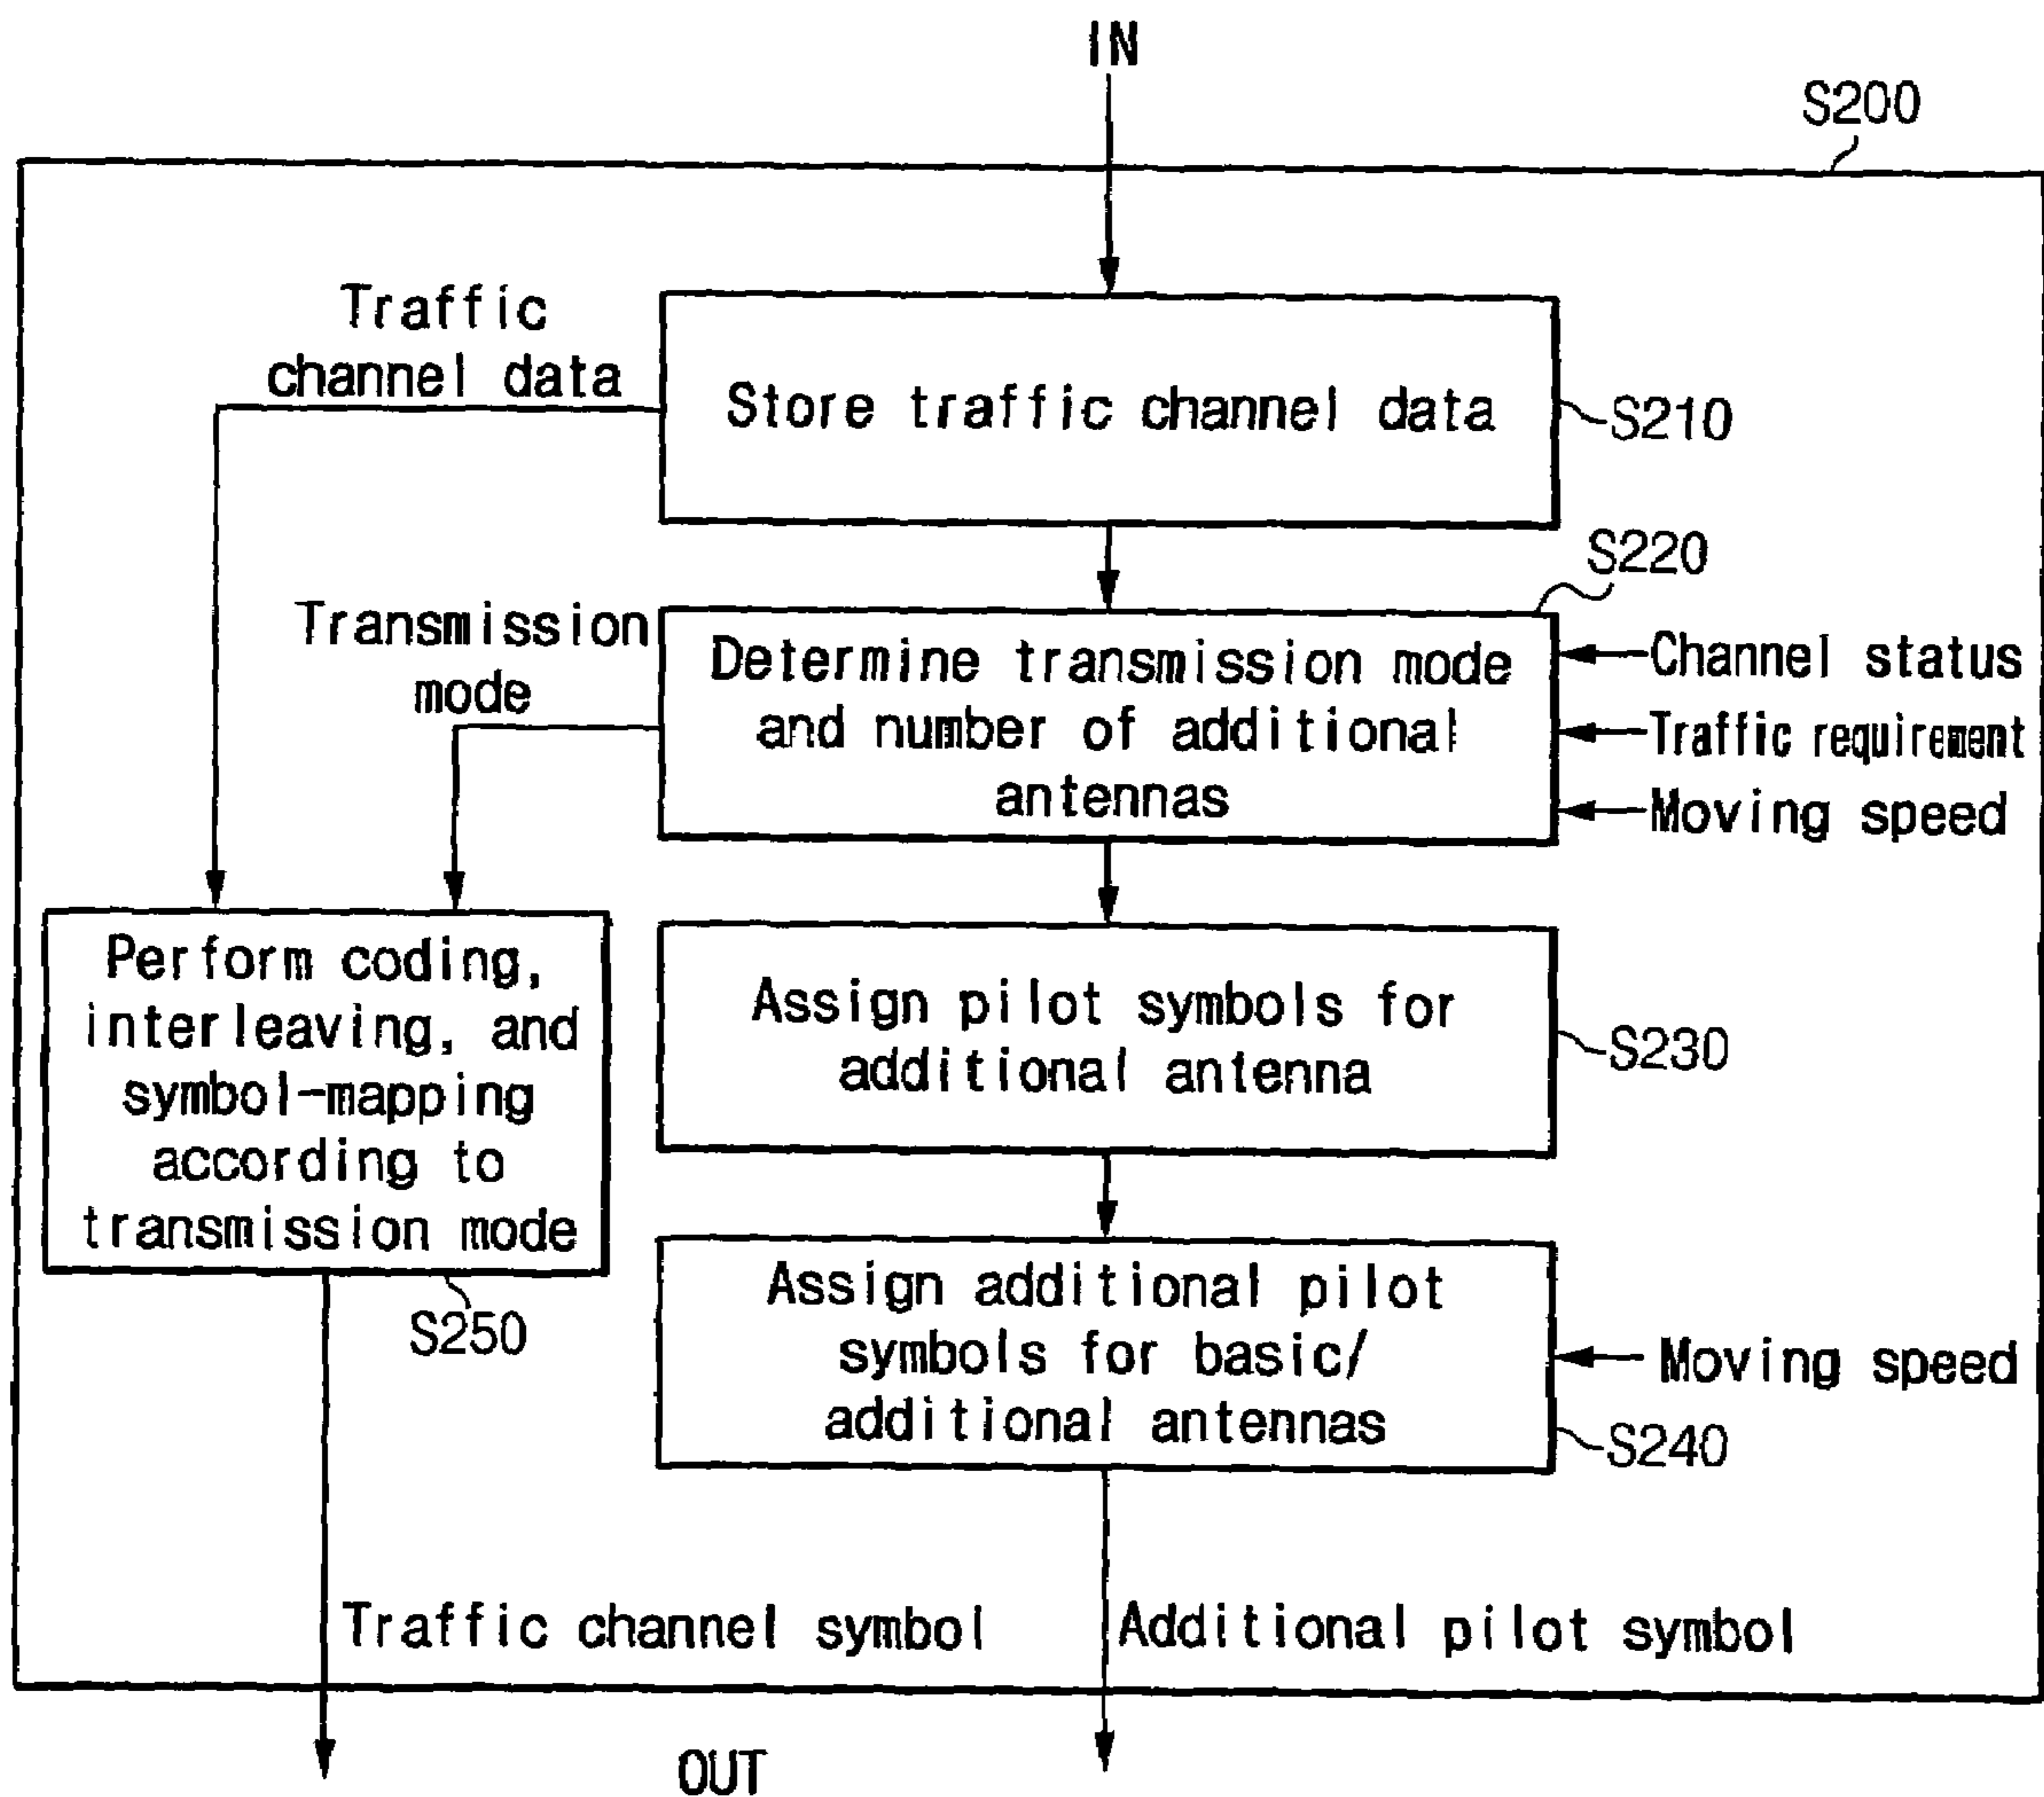 IN
S200
Traffic
channel data
Store traffic channel data
S210
S220
Transmission
mode
Determine transmission mode
and number of additional
antennas
Channel status
Traffic requirement
Moving speed
Perform coding,
interleaving, and
symbol-mapping
according to
transmission mode
S250
Assign pilot symbols for
additional antenna
S230
Assign additional pilot
symbols for basic/
additional antennas
Moving speed
S240
Traffic channel symbol
Additional pilot symbol
OUT